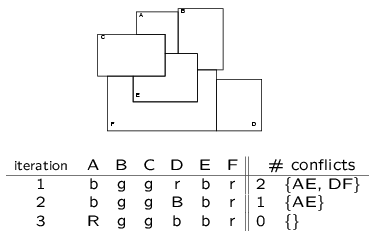 A
B
C
E
F
D
iteration A B C D E F # conflicts
1 b g g r b r 2 {AE, DF}
2 b g g B b r 1 {AE}
3 R g g b b r 0 {}